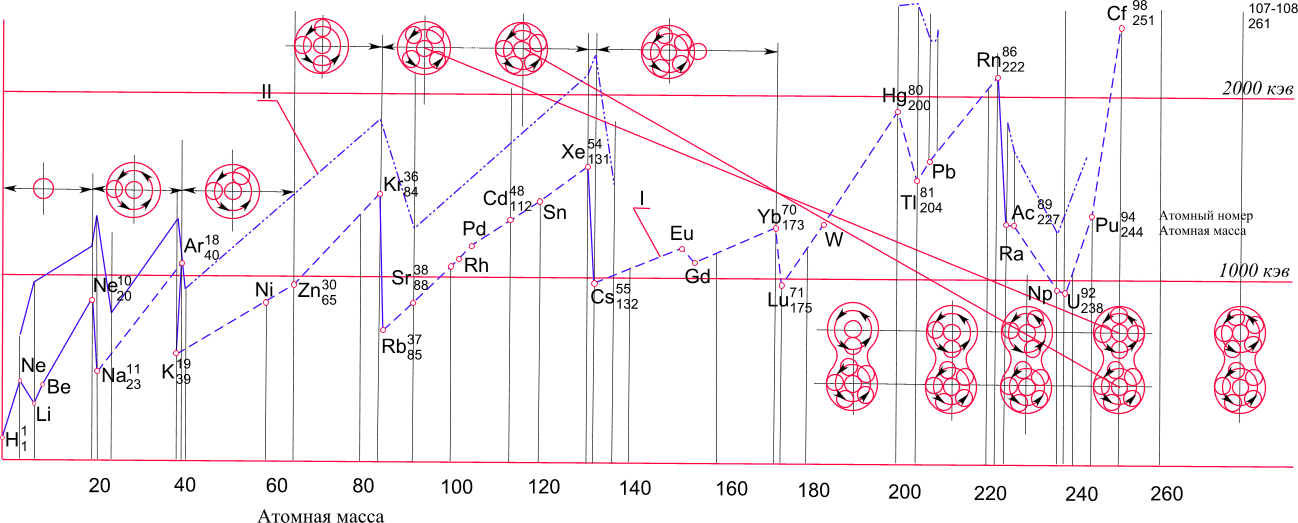 107-108
261
Cf 98
251
2000 кэв
Rn 86
222
Hg 80
200
II
Xe 54
131
Pb
Kr 36
84
Cd 48
112
Sn
Tl 81
204
I
Yb 70
173
Ac 89
227
Ra
Pu 94
244
Атомный номер
Атомная масса
W
Pd
Eu
Ar 18
40
Rh
Gd
1000 кэв
Sr 38
88
Ne 10
20
Ni
Zn 30
65
Cs 55
132
Lu 71
175
Np
U 92
238
Rb 37
85
Ne
Be
Li
Na 11
23
K 19
39
H 1
1
20 40 60 80 100 120 140 160 180 200 220 240 260
Атомная масса